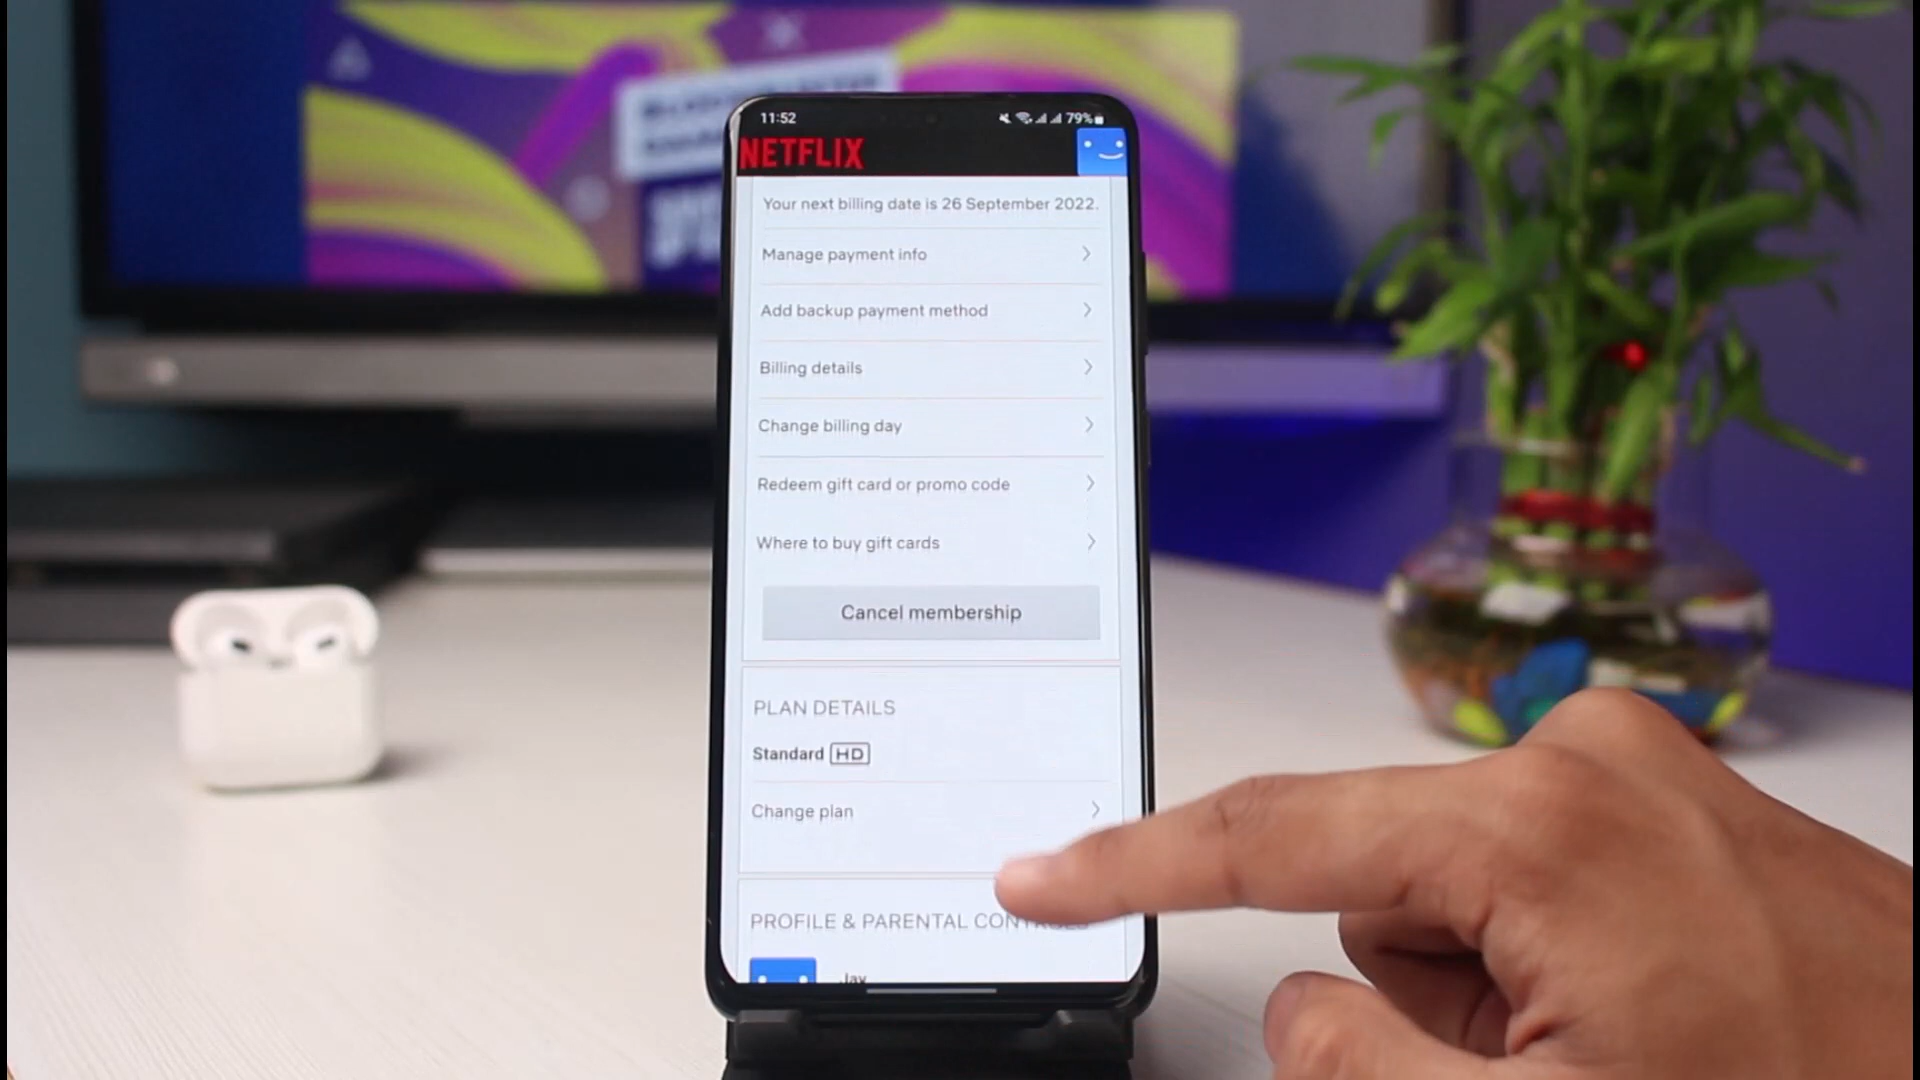 11:52
79%
NETFLIX
Your next billing date is 26 September 2022.
Manage payment info
Add backup payment method
Billing details
Change billing day
Redeem gift card or promo code
Where to buy gift cards
Cancel membership
PLAN DETAILS
Standard HD
Change plan
PROFILE & PARENTAL CONTROLS
Jay